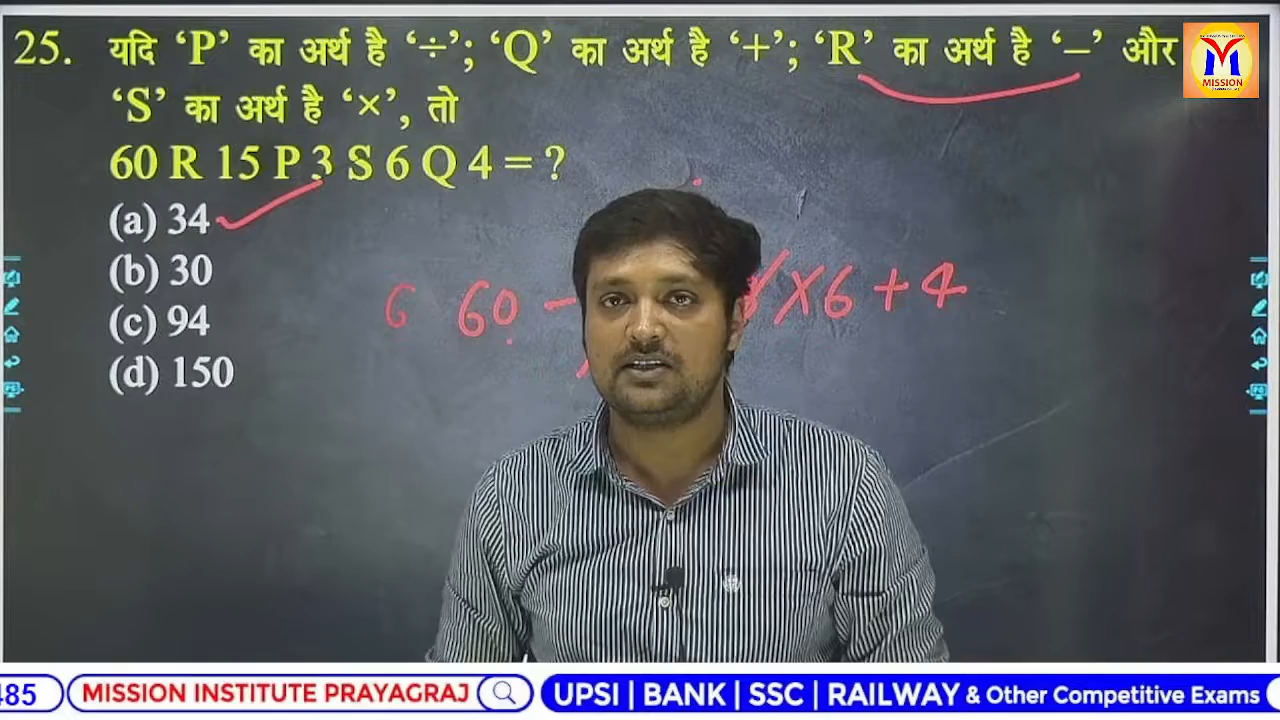 25. यदि ‘P’ का अर्थ है ‘÷’; ‘Q’ का अर्थ है ‘+’; ‘R’ का अर्थ है ‘–’ और
‘S’ का अर्थ है ‘×’, तो
60 R 15 P 3 S 6 Q 4 = ?
(a) 34
(b) 30
(c) 94
(d) 150
6 60 – × 6 + 4
MISSION
485 MISSION INSTITUTE PRAYAGRAJ UPSI | BANK | SSC | RAILWAY & Other Competitive Exams